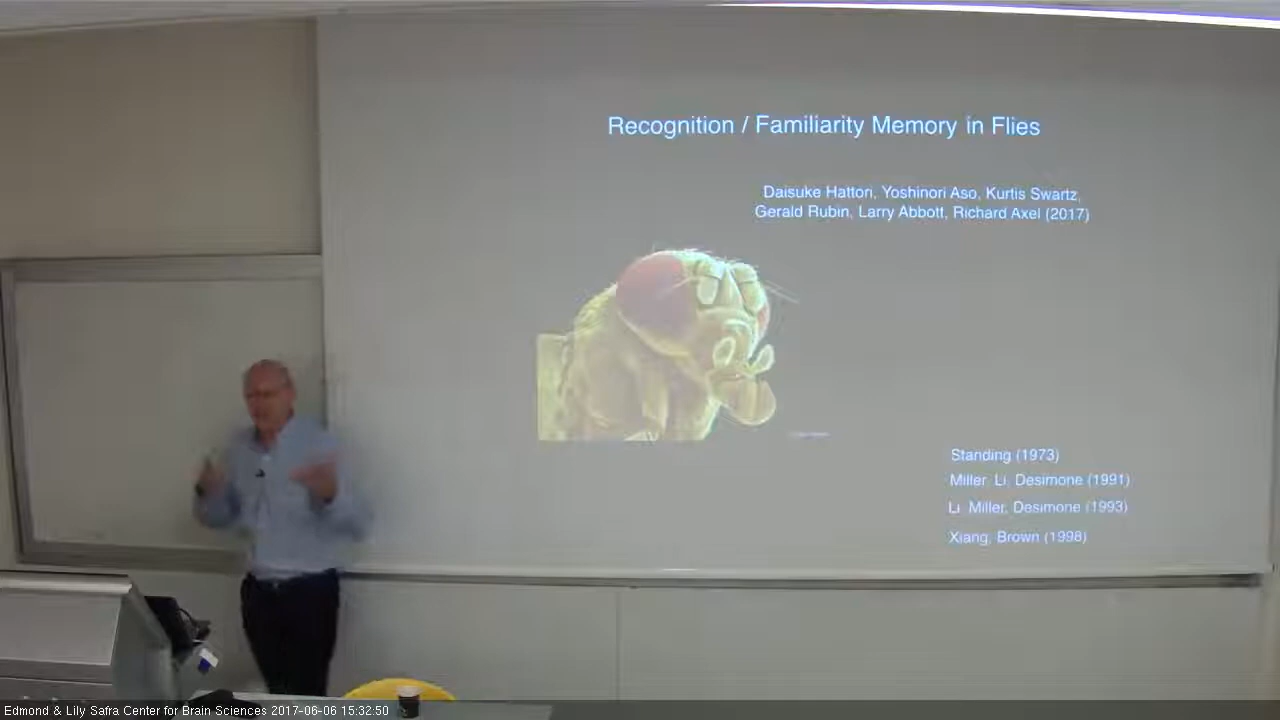 Recognition / Familiarity Memory in Flies
Daisuke Hattori, Yoshinori Aso, Kurtis Swartz,
Gerald Rubin, Larry Abbott, Richard Axel (2017)
Standing (1973)
Miller, Li, Desimone (1991)
Li, Miller, Desimone (1993)
Xiang, Brown (1998)
Edmond & Lily Safra Center for Brain Sciences 2017-06-06 15:32:50